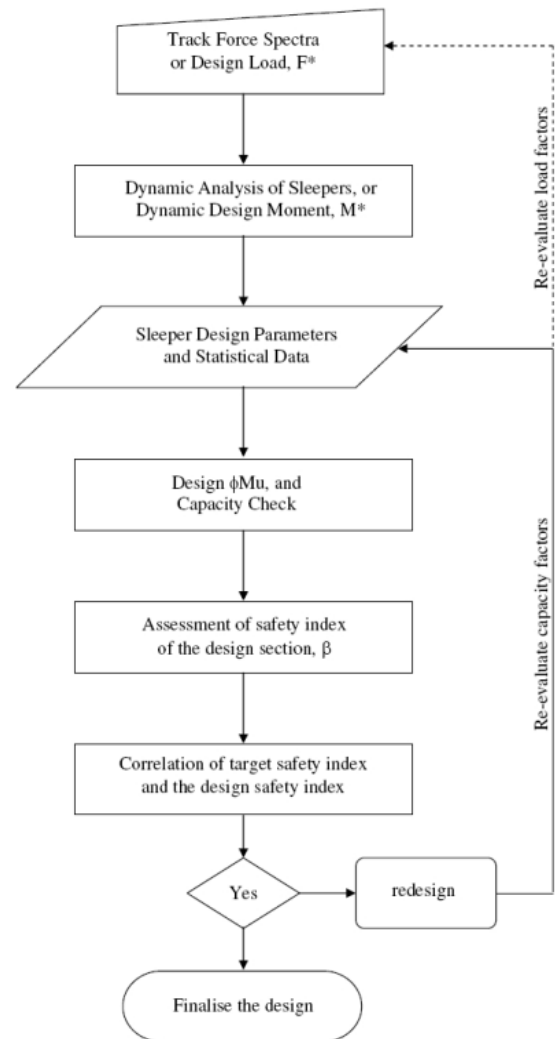 Track Force Spectra
or Design Load, F*
Dynamic Analysis of Sleepers, or
Dynamic Design Moment, M*
Sleeper Design Parameters
and Statistical Data
Design ϕMu, and
Capacity Check
Assessment of safety index
of the design section, β
Correlation of target safety index
and the design safety index
Yes
redesign
Finalise the design
Re-evaluate load factors
Re-evaluate capacity factors